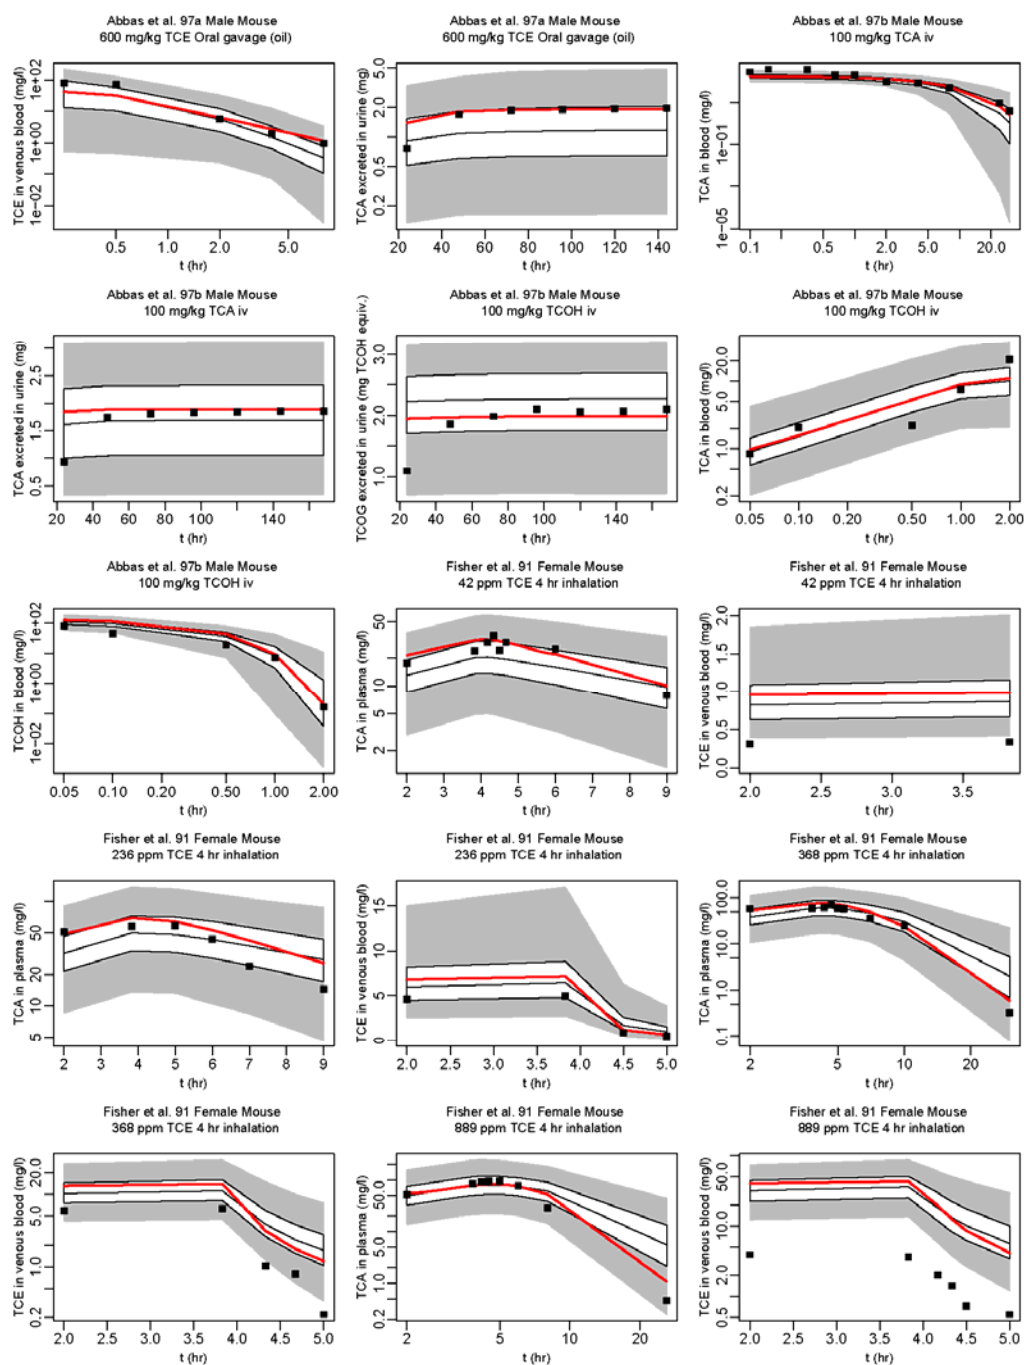 Abbas et al. 97a Male Mouse
600 mg/kg TCE Oral gavage (oil)
TCE in venous blood (mg/l)
1e+02
1e+00
1e-02
0.5 1.0 2.0 5.0
t (hr)
Abbas et al. 97a Male Mouse
600 mg/kg TCE Oral gavage (oil)
TCA excreted in urine (mg)
5.0
2.0
0.5
0.2
20 40 60 80 100 120 140
t (hr)
Abbas et al. 97b Male Mouse
100 mg/kg TCA iv
TCA in blood (mg/l)
1e-01
1e-05
0.1 0.5 2.0 5.0 20.0
t (hr)
Abbas et al. 97b Male Mouse
100 mg/kg TCA iv
TCA excreted in urine (mg)
2.5
1.5
0.5
20 40 60 80 100 140
t (hr)
Abbas et al. 97b Male Mouse
100 mg/kg TCOH iv
TCOG excreted in urine (mg TCOH equiv.)
3.0
2.0
1.0
20 40 60 80 100 140
t (hr)
Abbas et al. 97b Male Mouse
100 mg/kg TCOH iv
TCA in blood (mg/l)
20.0
5.0
1.0
0.2
0.05 0.10 0.20 0.50 1.00 2.00
t (hr)
Abbas et al. 97b Male Mouse
100 mg/kg TCOH iv
TCOH in blood (mg/l)
1e+02
1e+00
1e-02
0.05 0.10 0.20 0.50 1.00 2.00
t (hr)
Fisher et al. 91 Female Mouse
42 ppm TCE 4 hr inhalation
TCA in plasma (mg/l)
50
10
5
2
2 3 4 5 6 7 8 9
t (hr)
Fisher et al. 91 Female Mouse
42 ppm TCE 4 hr inhalation
TCE in venous blood (mg/l)
2.0
1.5
1.0
0.5
0.0
2.0 2.5 3.0 3.5
t (hr)
Fisher et al. 91 Female Mouse
236 ppm TCE 4 hr inhalation
TCA in plasma (mg/l)
50
20
10
5
2 3 4 5 6 7 8 9
t (hr)
Fisher et al. 91 Female Mouse
236 ppm TCE 4 hr inhalation
TCE in venous blood (mg/l)
15
10
5
0
2.0 2.5 3.0 3.5 4.0 4.5 5.0
t (hr)
Fisher et al. 91 Female Mouse
368 ppm TCE 4 hr inhalation
TCA in plasma (mg/l)
100.0
10.0
1.0
0.1
2 5 10 20
t (hr)
Fisher et al. 91 Female Mouse
368 ppm TCE 4 hr inhalation
TCE in venous blood (mg/l)
20.0
5.0
1.0
0.2
2.0 2.5 3.0 3.5 4.0 4.5 5.0
t (hr)
Fisher et al. 91 Female Mouse
889 ppm TCE 4 hr inhalation
TCA in plasma (mg/l)
50.0
5.0
1.0
0.2
2 5 10 20
t (hr)
Fisher et al. 91 Female Mouse
889 ppm TCE 4 hr inhalation
TCE in venous blood (mg/l)
50.0
10.0
2.0
0.5
2.0 2.5 3.0 3.5 4.0 4.5 5.0
t (hr)